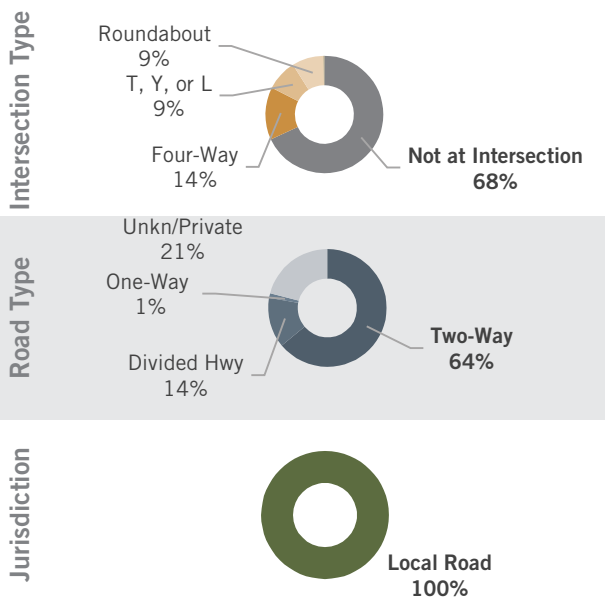 Intersection Type
Roundabout
9%
T, Y, or L
9%
Four-Way
14%
Not at Intersection
68%
Road Type
Unkn/Private
21%
One-Way
1%
Divided Hwy
14%
Two-Way
64%
Jurisdiction
Local Road
100%